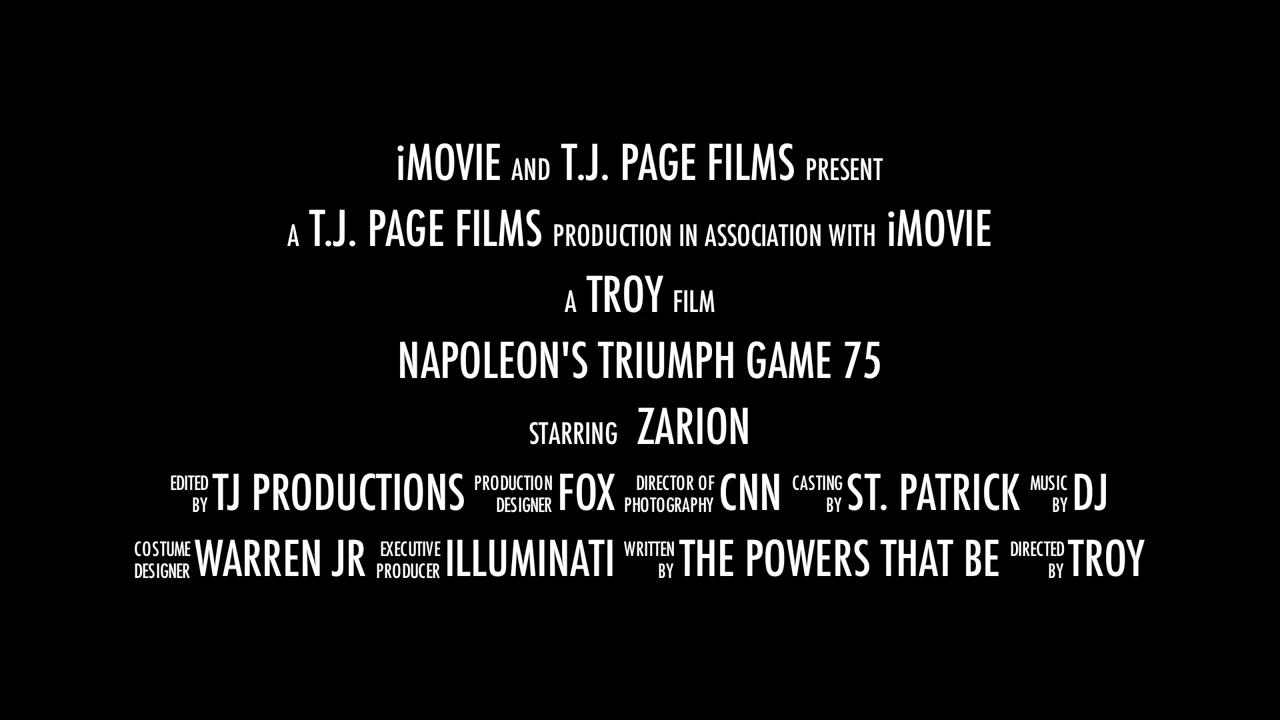 iMOVIE AND T.J. PAGE FILMS PRESENT
A T.J. PAGE FILMS PRODUCTION IN ASSOCIATION WITH iMOVIE
A TROY FILM
NAPOLEON'S TRIUMPH GAME 75
STARRING ZARION
EDITED BY TJ PRODUCTIONS PRODUCTION DESIGNER FOX DIRECTOR OF PHOTOGRAPHY CNN CASTING BY ST. PATRICK MUSIC BY DJ
COSTUME DESIGNER WARREN JR EXECUTIVE PRODUCER ILLUMINATI WRITTEN BY THE POWERS THAT BE DIRECTED BY TROY